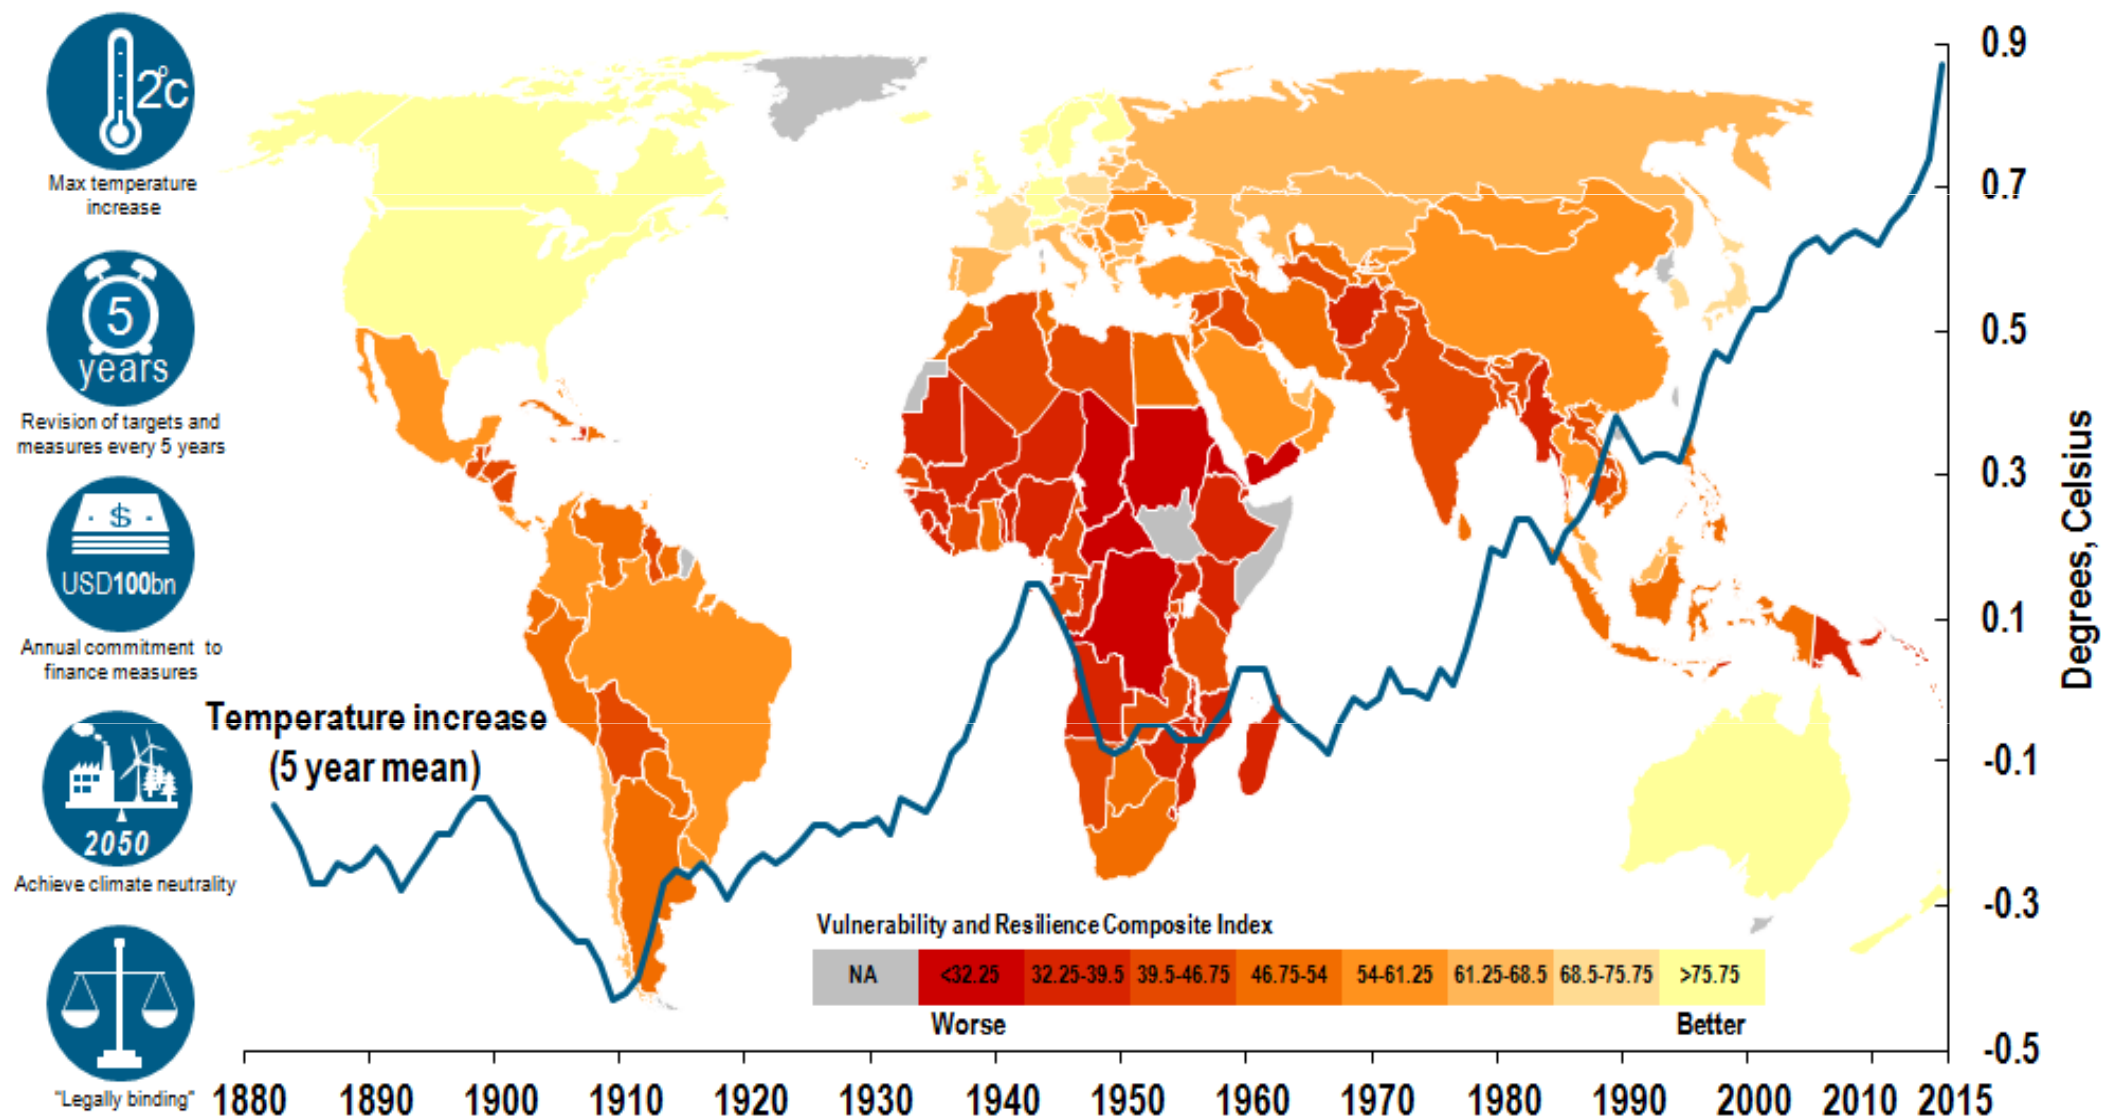 2°c
Max temperature
increase
5
years
Revision of targets and
measures every 5 years
$
USD100bn
Annual commitment to
finance measures
2050
Achieve climate neutrality
"Legally binding"
Temperature increase
(5 year mean)
Vulnerability and Resilience Composite Index
NA <32.25 32.25-39.5 39.5-46.75 46.75-54 54-61.25 61.25-68.5 68.5-75.75 >75.75
Worse Better
0.9
0.7
0.5
0.3
0.1
-0.1
-0.3
-0.5
Degrees, Celsius
1880 1890 1900 1910 1920 1930 1940 1950 1960 1970 1980 1990 2000 2010 2015